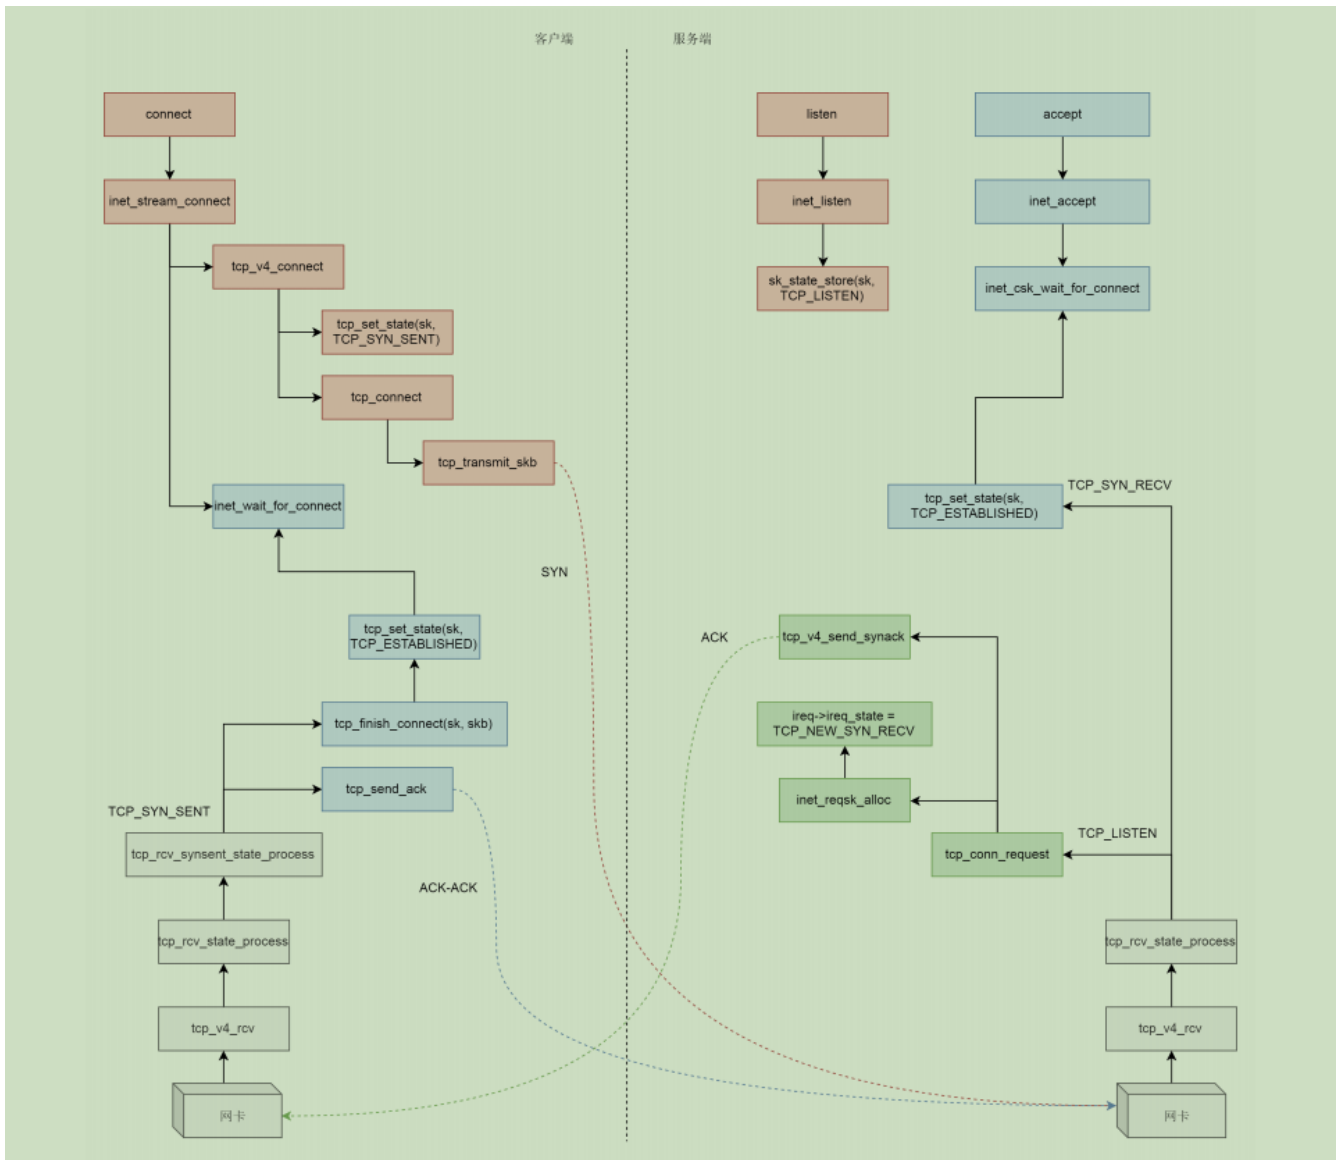 客户端
服务端
connect
listen
accept
inet_stream_connect
inet_listen
inet_accept
tcp_v4_connect
sk_state_store(sk,
TCP_LISTEN)
inet_csk_wait_for_connect
tcp_set_state(sk,
TCP_SYN_SENT)
tcp_connect
tcp_transmit_skb
inet_wait_for_connect
tcp_set_state(sk,
TCP_ESTABLISHED)
TCP_SYN_RECV
SYN
tcp_set_state(sk,
TCP_ESTABLISHED)
ACK
tcp_v4_send_synack
tcp_finish_connect(sk, skb)
ireq->ireq_state =
TCP_NEW_SYN_RECV
tcp_send_ack
inet_reqsk_alloc
TCP_SYN_SENT
TCP_LISTEN
tcp_rcv_synsent_state_process
tcp_conn_request
ACK-ACK
tcp_rcv_state_process
tcp_rcv_state_process
tcp_v4_rcv
tcp_v4_rcv
网卡
网卡